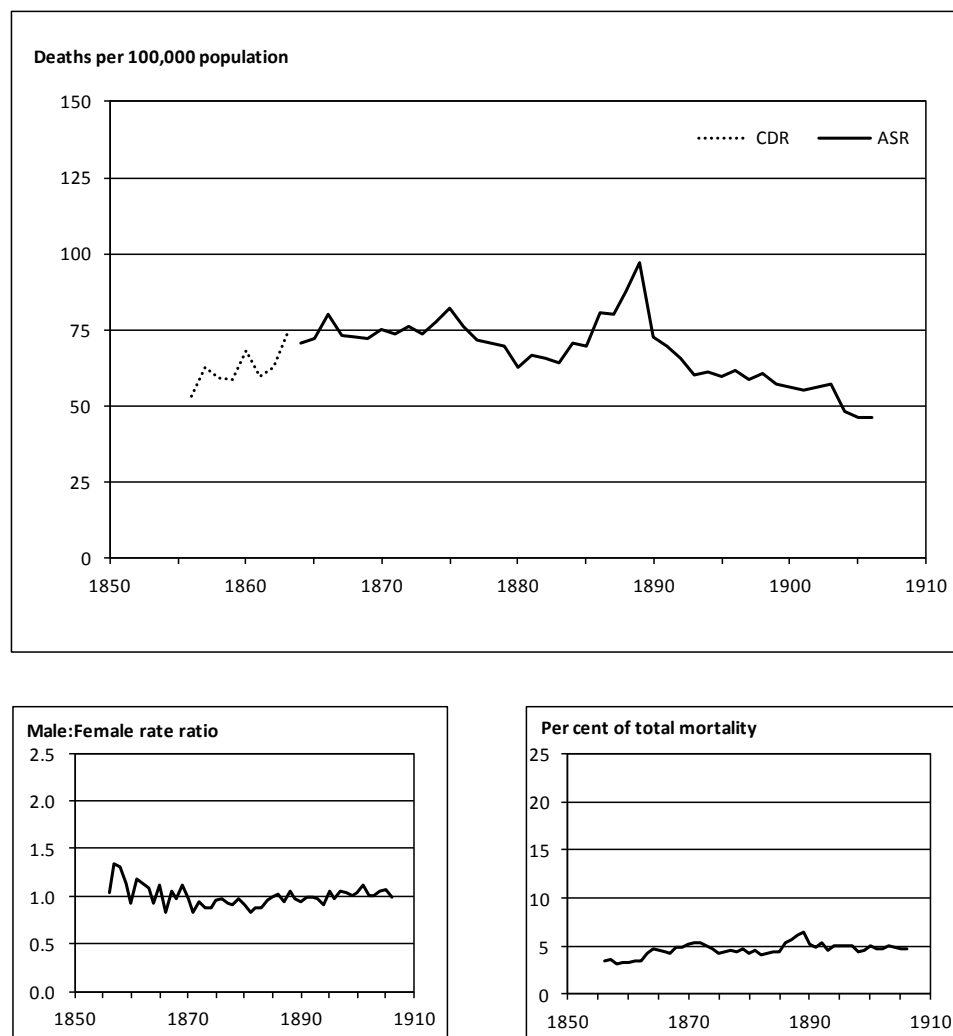 Deaths per 100,000 population
150
CDR ASR
125
100
75
50
25
0
1850 1860 1870 1880 1890 1900 1910
Male:Female rate ratio
2.5
2.0
1.5
1.0
0.5
0.0
1850 1870 1890 1910
Per cent of total mortality
25
20
15
10
5
0
1850 1870 1890 1910